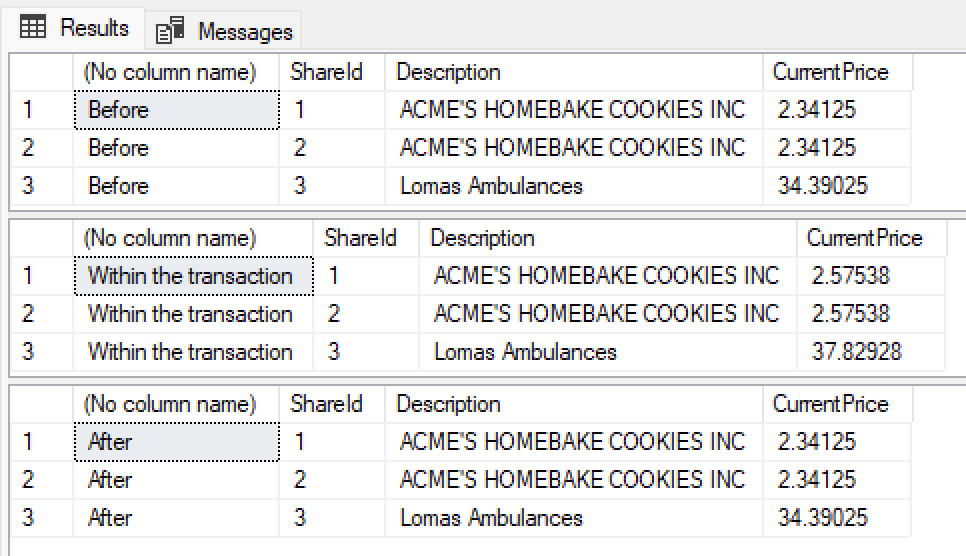 Results Messages
(No column name) ShareId Description CurrentPrice
1 Before 1 ACME'S HOMEBAKE COOKIES INC 2.34125
2 Before 2 ACME'S HOMEBAKE COOKIES INC 2.34125
3 Before 3 Lomas Ambulances 34.39025
(No column name) ShareId Description CurrentPrice
1 Within the transaction 1 ACME'S HOMEBAKE COOKIES INC 2.57538
2 Within the transaction 2 ACME'S HOMEBAKE COOKIES INC 2.57538
3 Within the transaction 3 Lomas Ambulances 37.82928
(No column name) ShareId Description CurrentPrice
1 After 1 ACME'S HOMEBAKE COOKIES INC 2.34125
2 After 2 ACME'S HOMEBAKE COOKIES INC 2.34125
3 After 3 Lomas Ambulances 34.39025